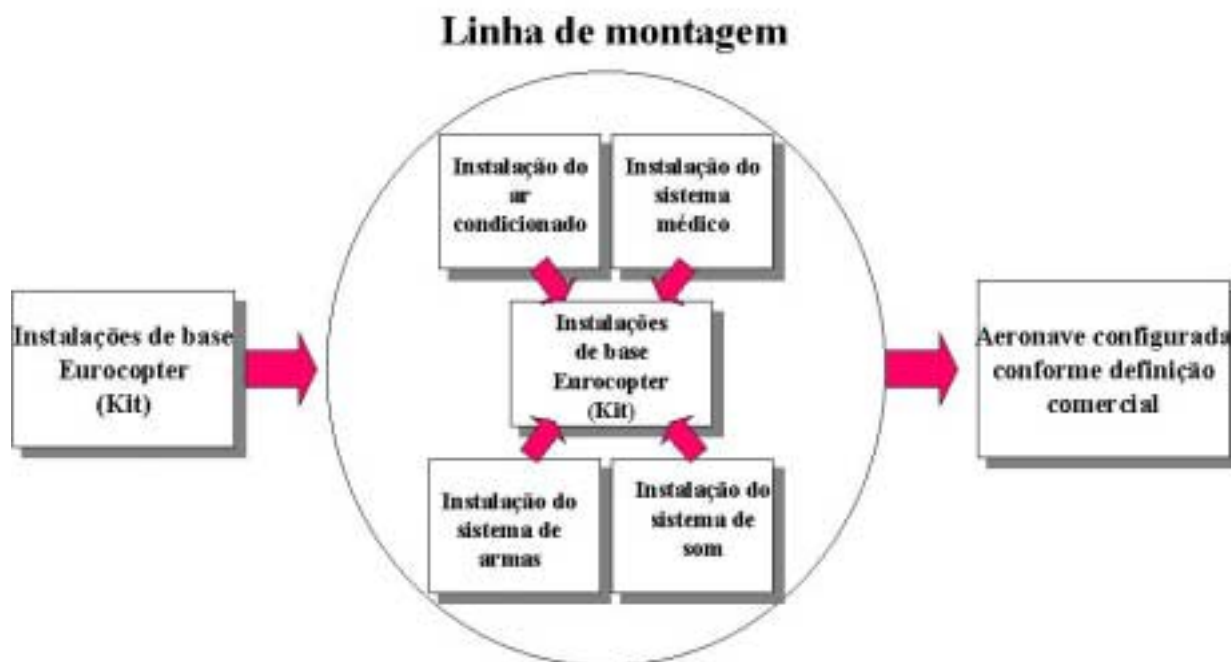 Linha de montagem
Instalação do
ar
condicionado
Instalação do
sistema
médico
Instalações de base
Eurocopter
(Kit)
Instalações
de base
Eurocopter
(Kit)
Aeronave configurada
conforme definição
comercial
Instalação do
sistema de
armas
Instalação do
sistema de
som